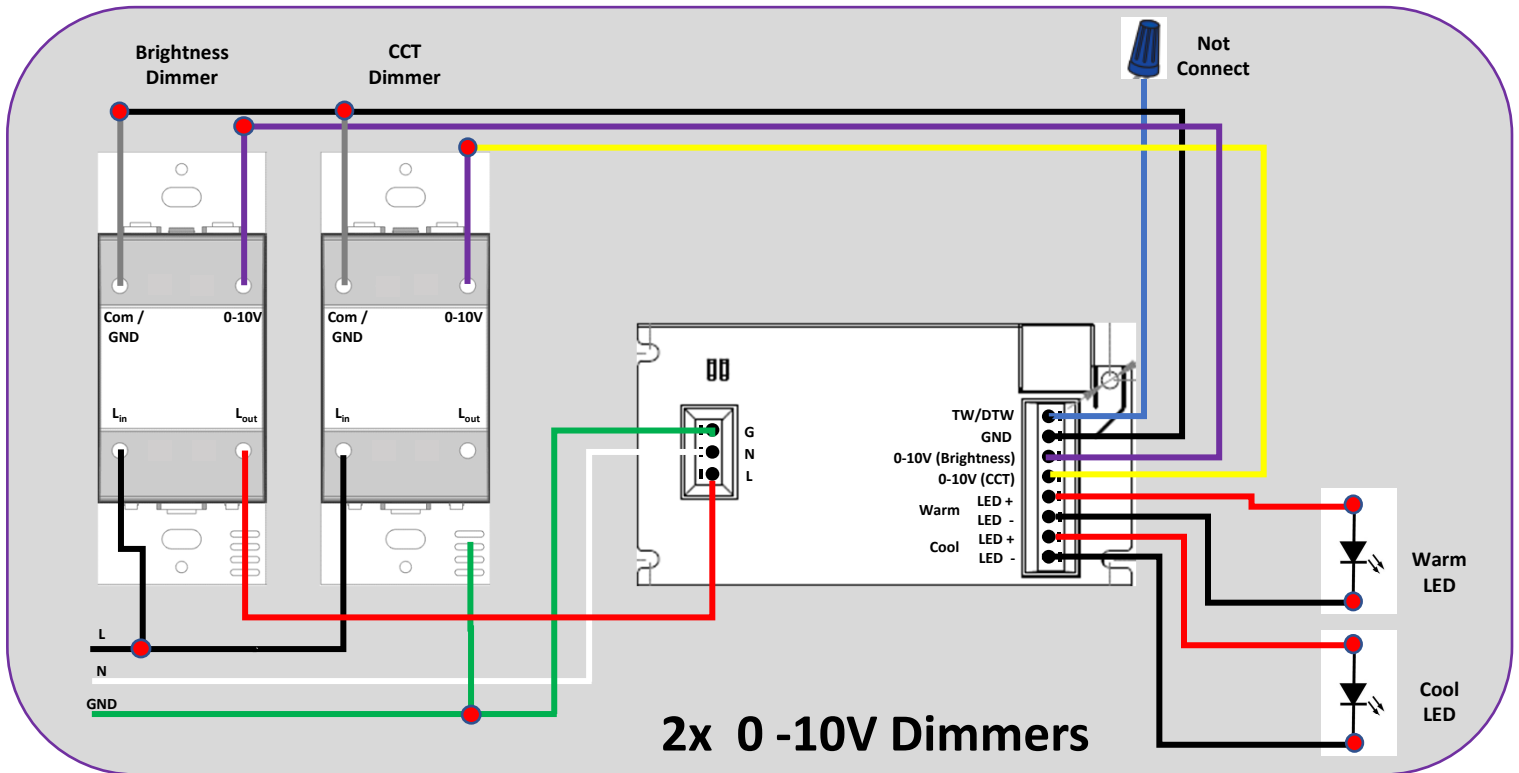 Brightness
Dimmer
CCT
Dimmer
Not
Connect
Com /
GND
0-10V
Com /
GND
0-10V
Lin
Lout
Lin
Lout
G
N
L
TW/DTW
GND
0-10V (Brightness)
0-10V (CCT)
Warm
LED +
LED -
Cool
LED +
LED -
Warm
LED
Cool
LED
L
N
GND
2x 0 -10V Dimmers